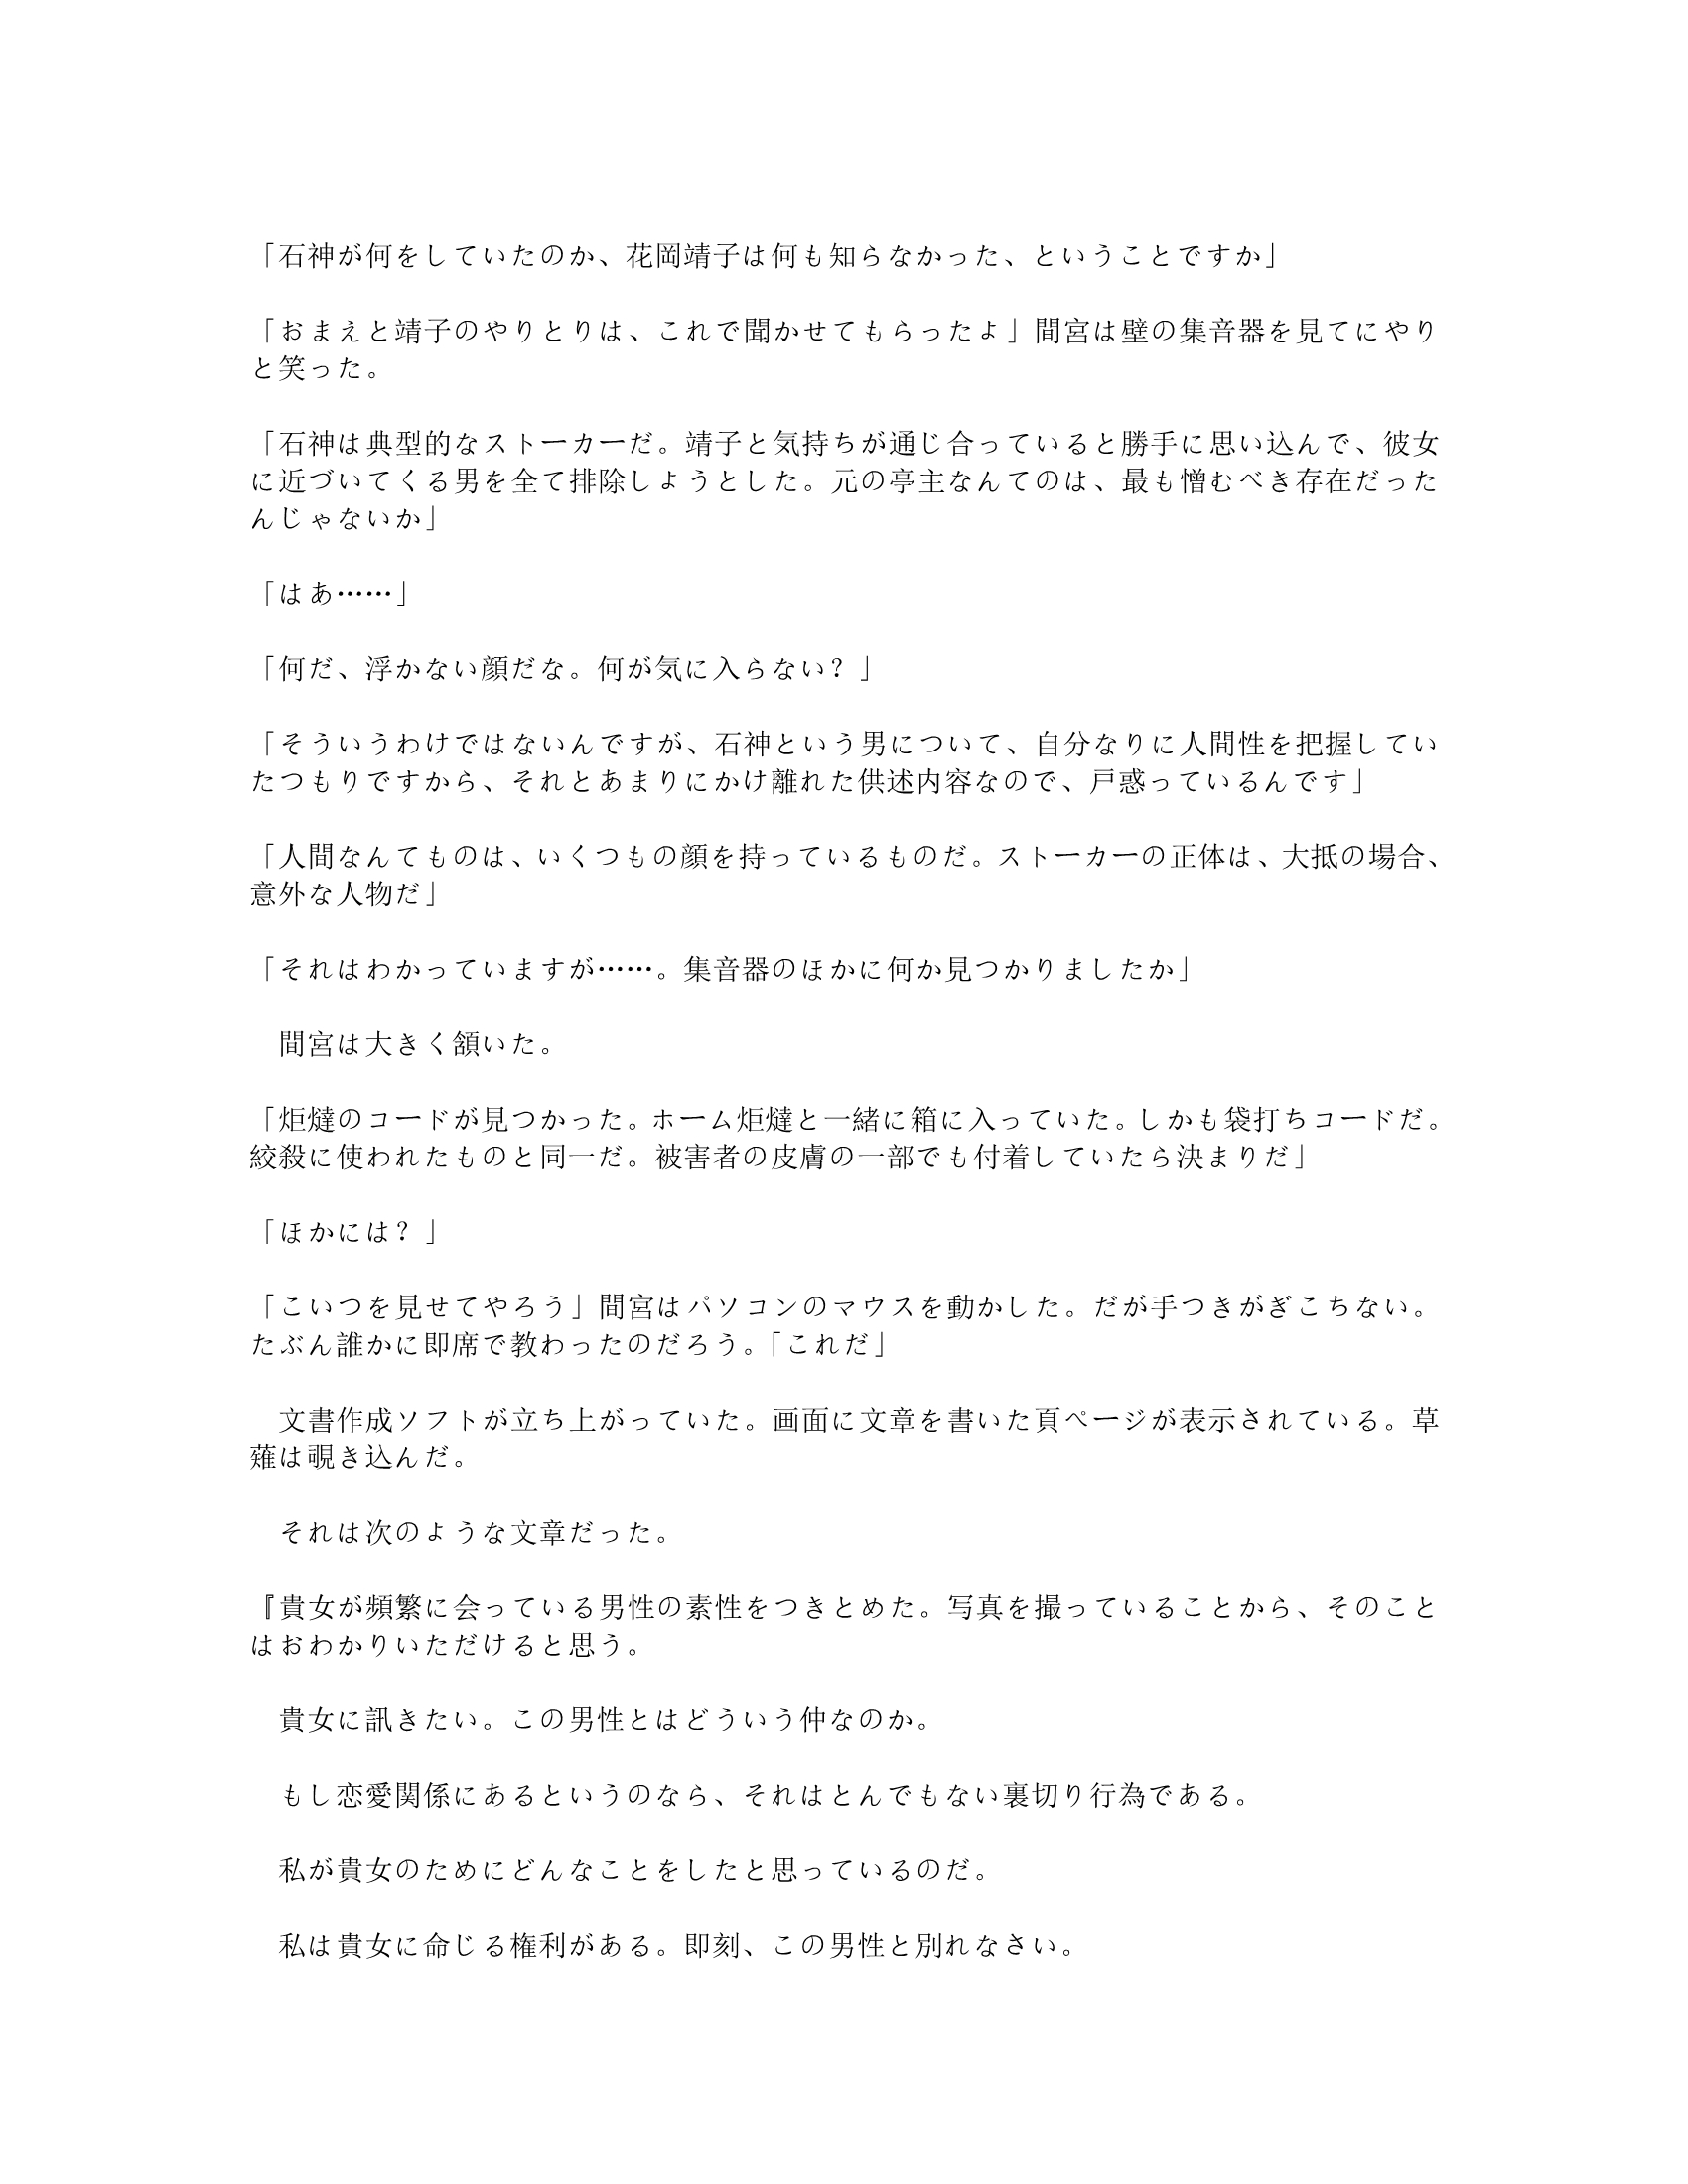 「石神が何をしていたのか、花岡靖子は何も知らなかった、ということですか」
「おまえと靖子のやりとりは、これで聞かせてもらったよ」間宮は壁の集音器を見てにやり
と笑った。
「石神は典型的なストーカーだ。靖子と気持ちが通じ合っていると勝手に思い込んで、彼女
に近づいてくる男を全て排除しようとした。元の亭主なんてのは、最も憎むべき存在だった
んじゃないか」
「はあ……」
「何だ、浮かない顔だな。何が気に入らない？」
「そういうわけではないんですが、石神という男について、自分なりに人間性を把握してい
たつもりですから、それとあまりにかけ離れた供述内容なので、戸惑っているんです」
「人間なんてものは、いくつもの顔を持っているものだ。ストーカーの正体は、大抵の場合、
意外な人物だ」
「それはわかっていますが……。集音器のほかに何か見つかりましたか」
　間宮は大きく頷いた。
「炬燵のコードが見つかった。ホーム炬燵と一緒に箱に入っていた。しかも袋打ちコードだ。
絞殺に使われたものと同一だ。被害者の皮膚の一部でも付着していたら決まりだ」
「ほかには？」
「こいつを見せてやろう」間宮はパソコンのマウスを動かした。だが手つきがぎこちない。
たぶん誰かに即席で教わったのだろう。「これだ」
　文書作成ソフトが立ち上がっていた。画面に文章を書いた頁ページが表示されている。草
薙は覗き込んだ。
　それは次のような文章だった。
『貴女が頻繁に会っている男性の素性をつきとめた。写真を撮っていることから、そのこと
はおわかりいただけると思う。
　貴女に訊きたい。この男性とはどういう仲なのか。
　もし恋愛関係にあるというのなら、それはとんでもない裏切り行為である。
　私が貴女のためにどんなことをしたと思っているのだ。
　私は貴女に命じる権利がある。即刻、この男性と別れなさい。